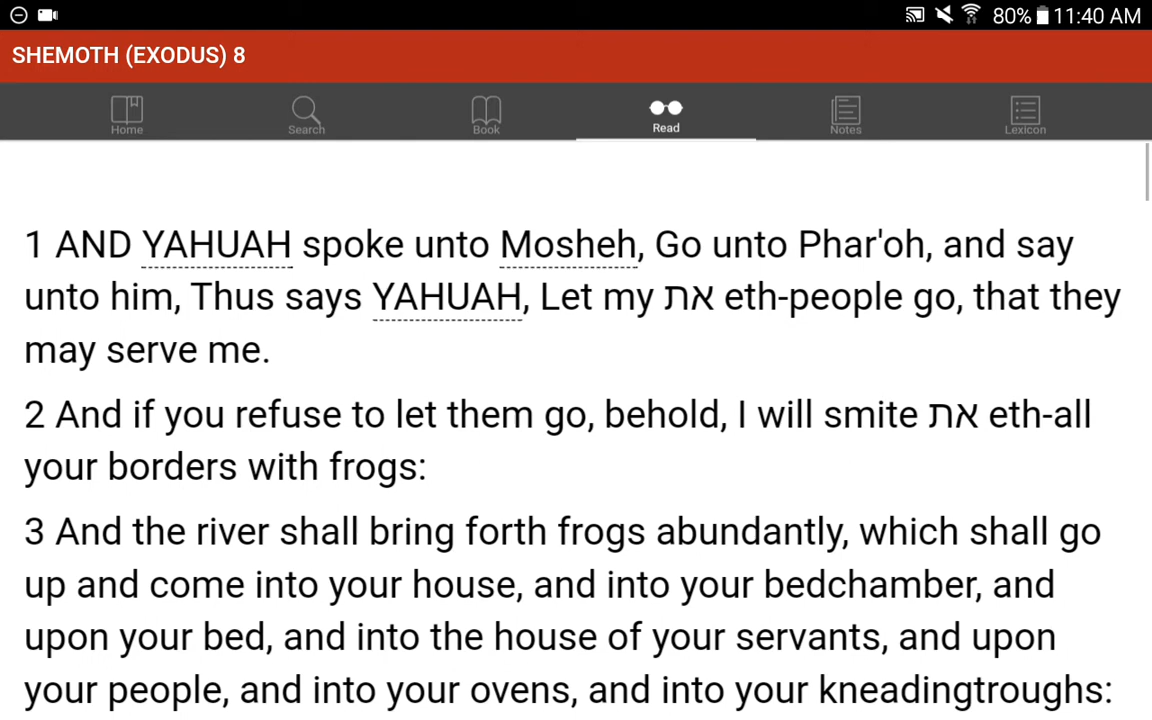 80% 11:40 AM
SHEMOTH (EXODUS) 8
Home Search Book Read Notes Lexicon
1 AND YAHUAH spoke unto Mosheh, Go unto Phar'oh, and say
unto him, Thus says YAHUAH, Let my את eth-people go, that they
may serve me.
2 And if you refuse to let them go, behold, I will smite את eth-all
your borders with frogs:
3 And the river shall bring forth frogs abundantly, which shall go
up and come into your house, and into your bedchamber, and
upon your bed, and into the house of your servants, and upon
your people, and into your ovens, and into your kneadingtroughs: